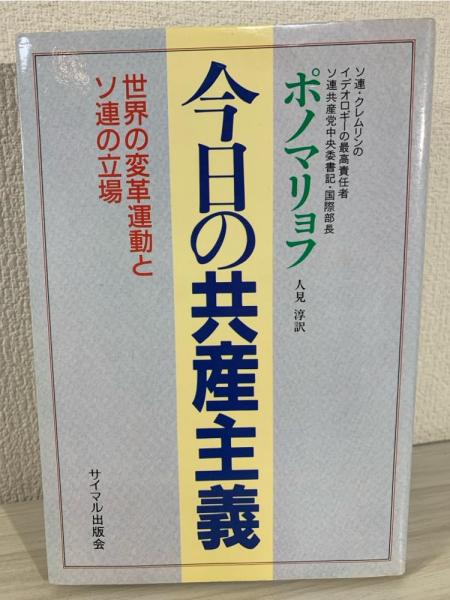 ソ連・クレムリンの
イデオロギーの最高責任者
ソ連共産党中央委書記・国際部長
ポノマリョフ
人見 淳訳
今日の共産主義
世界の変革運動と
ソ連の立場
サイマル出版会